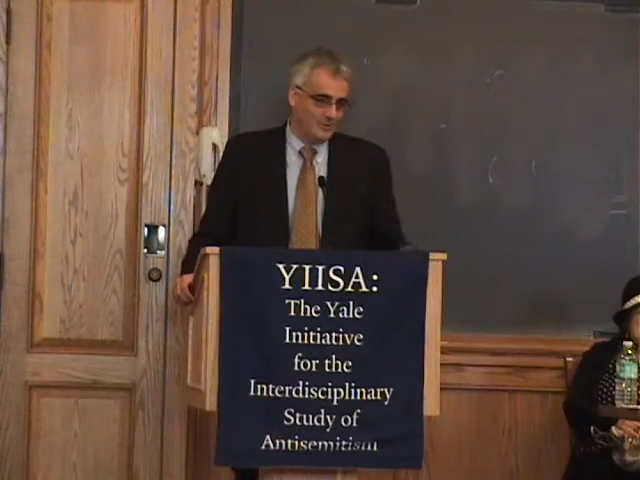 YIISA:
The Yale
Initiative
for the
Interdisciplinary
Study of
Antisemitism